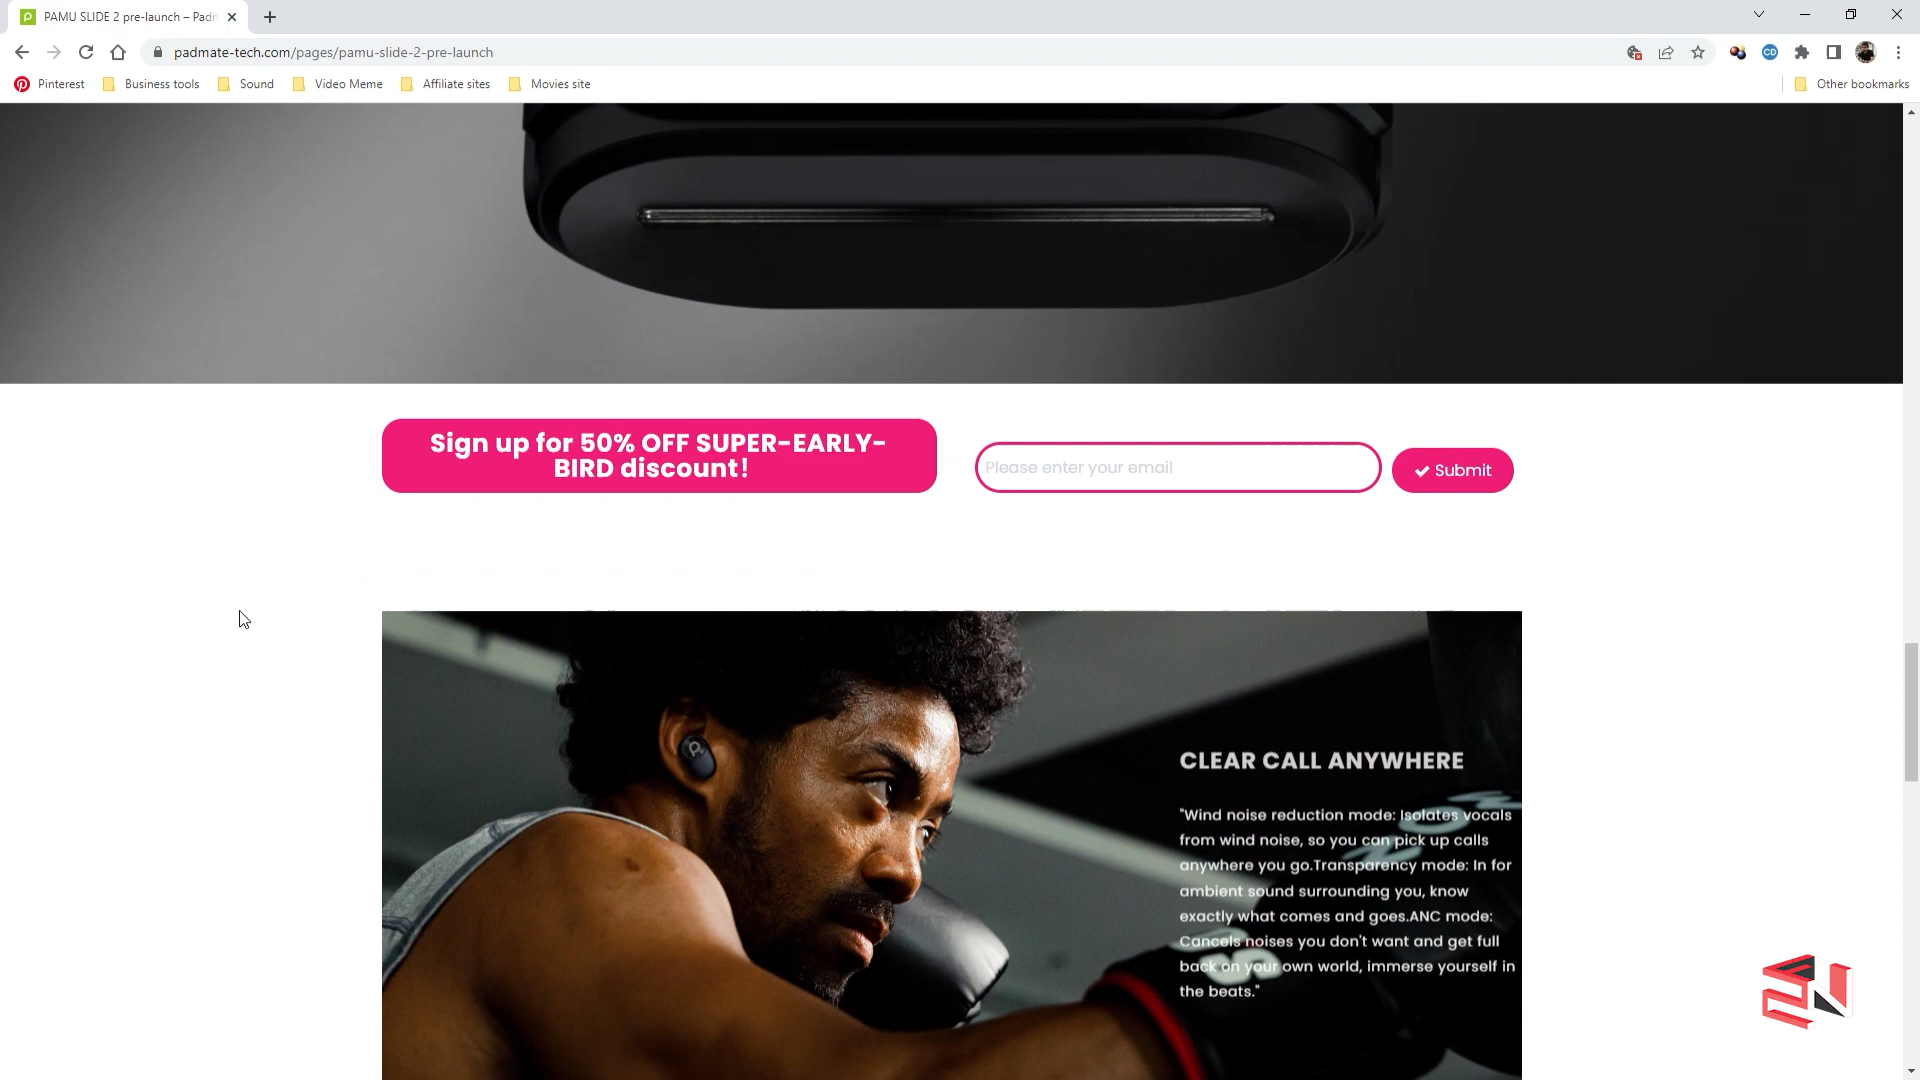 PAMU SLIDE 2 pre-launch – Padm
padmate-tech.com/pages/pamu-slide-2-pre-launch
Pinterest Business tools Sound Video Meme Affiliate sites Movies site Other bookmarks
Sign up for 50% OFF SUPER-EARLY-
BIRD discount!
Please enter your email
Submit
CLEAR CALL ANYWHERE
"Wind noise reduction mode: Isolates vocals
from wind noise, so you can pick up calls
anywhere you go.Transparency mode: In for
ambient sound surrounding you, know
exactly what comes and goes.ANC mode:
Cancels noises you don't want and get full
back on your own world, immerse yourself in
the beats."